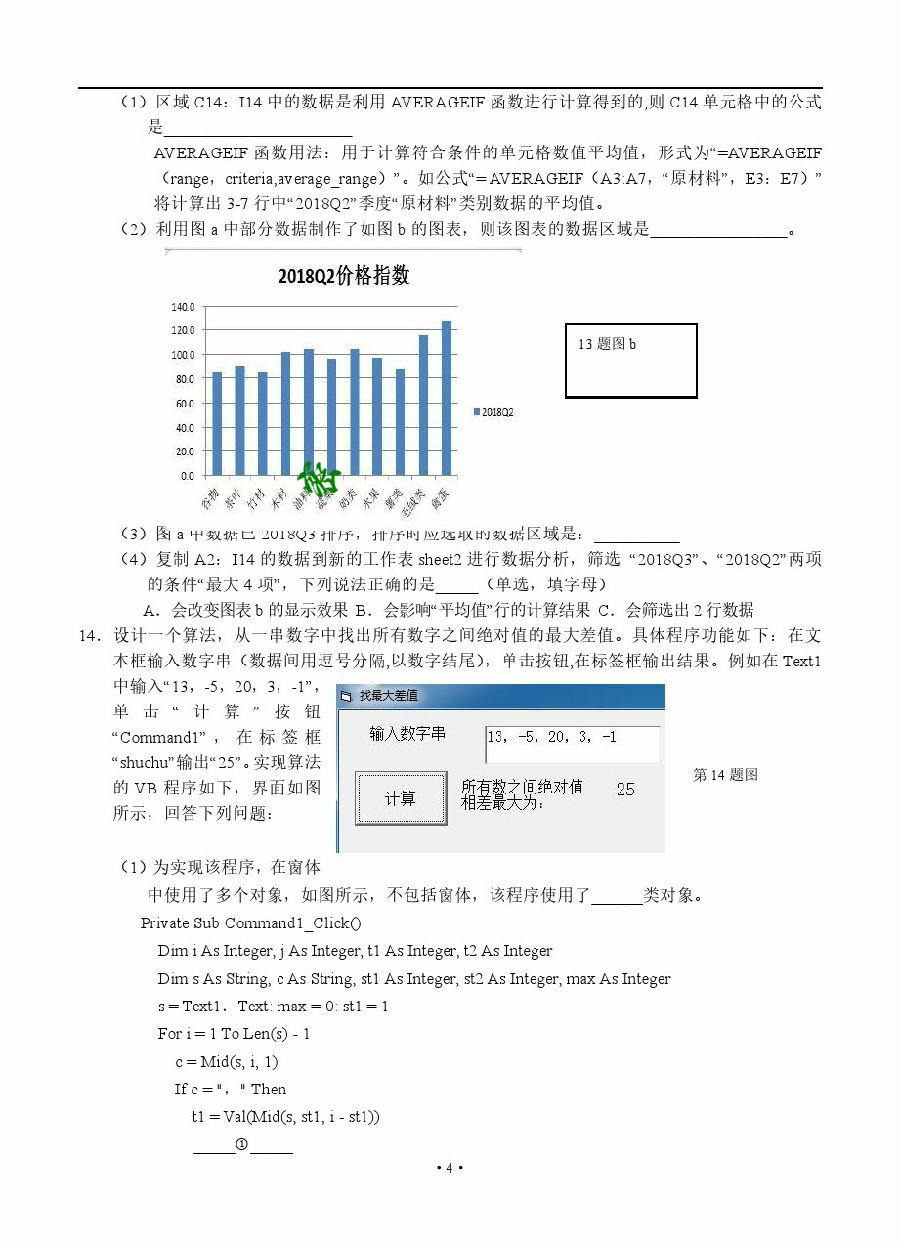 （1）区域 C14：I14 中的数据是利用 AVERAGEIF 函数进行计算得到的,则 C14 单元格中的公式
是____________________
AVERAGEIF 函数用法：用于计算符合条件的单元格数值平均值，形式为“=AVERAGEIF
（range，criteria,average_range）”。如公式“＝AVERAGEIF（A3:A7，“原材料”，E3：E7）”
将计算出 3-7 行中“2018Q2”季度“原材料”类别数据的平均值。
（2）利用图 a 中部分数据制作了如图 b 的图表，则该图表的数据区域是________________。
2018Q2价格指数
140.0
120.0
100.0
80.0
60.0
40.0
20.0
0.0
谷物 茶叶 竹材 木材 油料 蔬菜 奶类 水果 薯类 毛绒类 禽蛋
2018Q2
13 题图 b
（3）图 a 中数据已 2018Q3 排序，排序时应选取的数据区域是：__________
（4）复制 A2：I14 的数据到新的工作表 sheet2 进行数据分析，筛选 “2018Q3”、“2018Q2”两项
的条件“最大 4 项”，下列说法正确的是_____（单选，填字母）
A．会改变图表 b 的显示效果 B．会影响“平均值”行的计算结果 C．会筛选出 2 行数据
14．设计一个算法，从一串数字中找出所有数字之间绝对值的最大差值。具体程序功能如下：在文
本框输入数字串（数据间用逗号分隔,以数字结尾），单击按钮,在标签框输出结果。例如在 Text1
中输入“13，-5，20，3，-1”，
单击“计算”按钮
“Command1”，在标签框
“shuchu”输出“25”。实现算法
的 VB 程序如下，界面如图
所示，回答下列问题：
找最大差值
输入数字串
13, -5, 20, 3, -1
计算
所有数之间绝对值
相差最大为：
25
第 14 题图
（1）为实现该程序，在窗体
中使用了多个对象，如图所示，不包括窗体，该程序使用了______类对象。
Private Sub Command1_Click()
Dim i As Integer, j As Integer, t1 As Integer, t2 As Integer
Dim s As String, c As String, st1 As Integer, st2 As Integer, max As Integer
s = Text1．Text: max = 0: st1 = 1
For i = 1 To Len(s) - 1
c = Mid(s, i, 1)
If c = "，" Then
t1 = Val(Mid(s, st1, i - st1))
_____①_____
· 4 ·